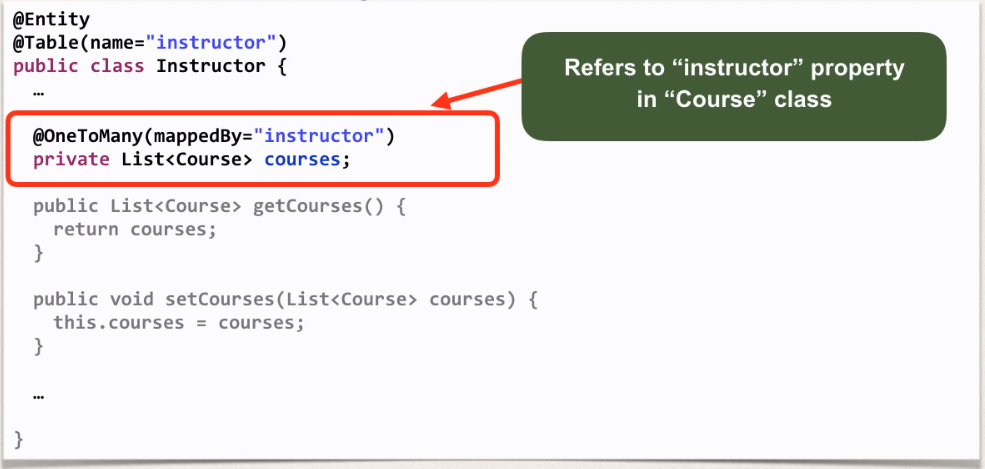 @Entity
@Table(name="instructor")
public class Instructor {
…
@OneToMany(mappedBy="instructor")
private List<Course> courses;
public List<Course> getCourses() {
return courses;
}
public void setCourses(List<Course> courses) {
this.courses = courses;
}
…
}
Refers to “instructor” property
in “Course” class